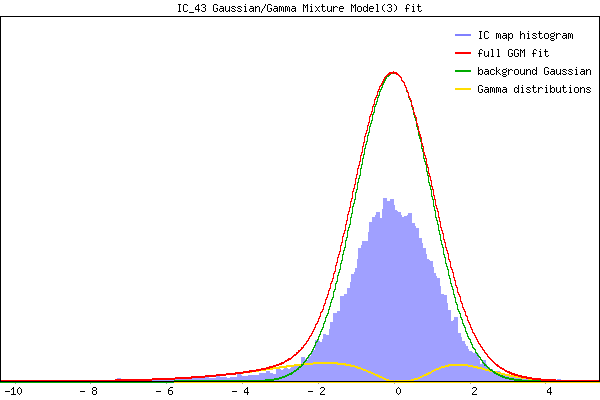 IC_43 Gaussian/Gamma Mixture Model(3) fit
IC map histogram
full GGM fit
background Gaussian
Gamma distributions
-10 -8 -6 -4 -2 0 2 4